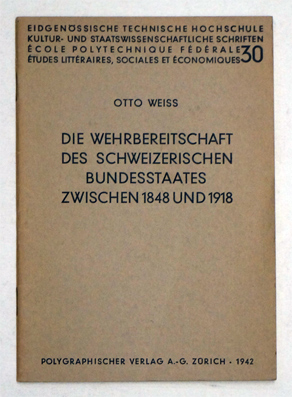 EIDGENÖSSISCHE TECHNISCHE HOCHSCHULE
KULTUR- UND STAATSWISSENSCHAFTLICHE SCHRIFTEN
ÉCOLE POLYTECHNIQUE FÉDÉRALE
ÉTUDES LITTÉRAIRES, SOCIALES ET ÉCONOMIQUES 30
OTTO WEISS
DIE WEHRBEREITSCHAFT
DES SCHWEIZERISCHEN
BUNDESSTAATES
ZWISCHEN 1848 UND 1918
POLYGRAPHISCHER VERLAG A.-G. ZÜRICH · 1942